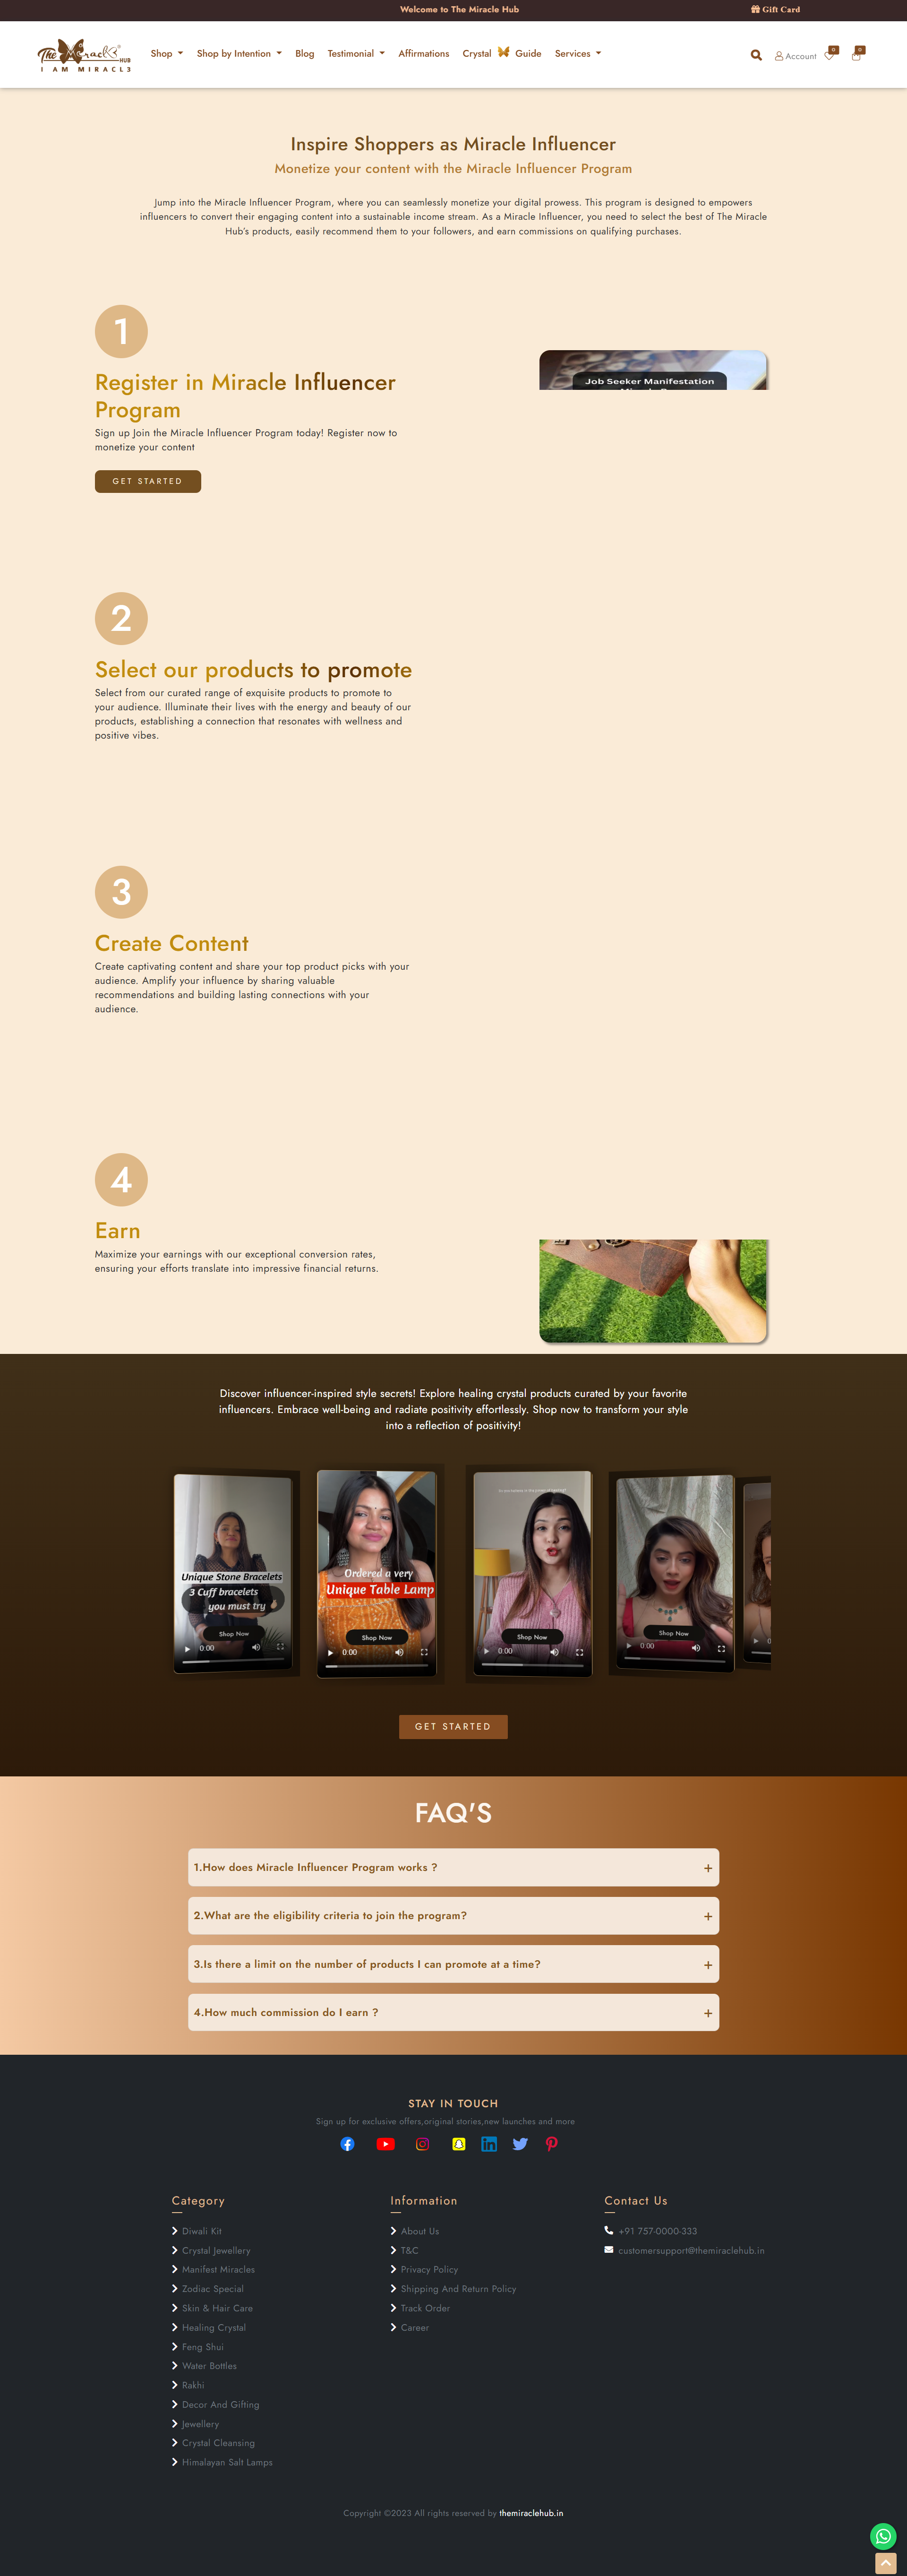 Welcome to The Miracle Hub
Gift Card
The Miracle HUB
I AM MIRACL3
Shop
Shop by Intention
Blog
Testimonial
Affirmations
Crystal Guide
Services
Account
0
0
Inspire Shoppers as Miracle Influencer
Monetize your content with the Miracle Influencer Program
Jump into the Miracle Influencer Program, where you can seamlessly monetize your digital prowess. This program is designed to empowers
influencers to convert their engaging content into a sustainable income stream. As a Miracle Influencer, you need to select the best of The Miracle
Hub's products, easily recommend them to your followers, and earn commissions on qualifying purchases.
1
Register in Miracle Influencer
Program
Sign up Join the Miracle Influencer Program today! Register now to
monetize your content
GET STARTED
Job Seeker Manifestation
2
Select our products to promote
Select from our curated range of exquisite products to promote to
your audience. Illuminate their lives with the energy and beauty of our
products, establishing a connection that resonates with wellness and
positive vibes.
3
Create Content
Create captivating content and share your top product picks with your
audience. Amplify your influence by sharing valuable
recommendations and building lasting connections with your
audience.
4
Earn
Maximize your earnings with our exceptional conversion rates,
ensuring your efforts translate into impressive financial returns.
Discover influencer-inspired style secrets! Explore healing crystal products curated by your favorite
influencers. Embrace well-being and radiate positivity effortlessly. Shop now to transform your style
into a reflection of positivity!
Unique Stone Bracelets
3 Cuff bracelets
you must try
Shop Now
0:00
Ordered a very
Unique Table Lamp
Shop Now
0:00
Shop Now
0:00
Shop Now
0:00
GET STARTED
FAQ'S
1.How does Miracle Influencer Program works ?
+
2.What are the eligibility criteria to join the program?
+
3.Is there a limit on the number of products I can promote at a time?
+
4.How much commission do I earn ?
+
STAY IN TOUCH
Sign up for exclusive offers,original stories,new launches and more
Category
Diwali Kit
Crystal Jewellery
Manifest Miracles
Zodiac Special
Skin & Hair Care
Healing Crystal
Feng Shui
Water Bottles
Rakhi
Decor And Gifting
Jewellery
Crystal Cleansing
Himalayan Salt Lamps
Information
About Us
T&C
Privacy Policy
Shipping And Return Policy
Track Order
Career
Contact Us
+91 757-0000-333
customersupport@themiraclehub.in
Copyright ©2023 All rights reserved by themiraclehub.in